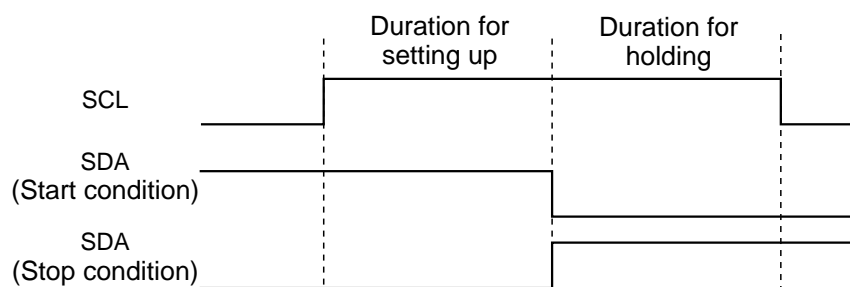 Duration for
setting up
Duration for
holding
SCL
SDA
(Start condition)
SDA
(Stop condition)